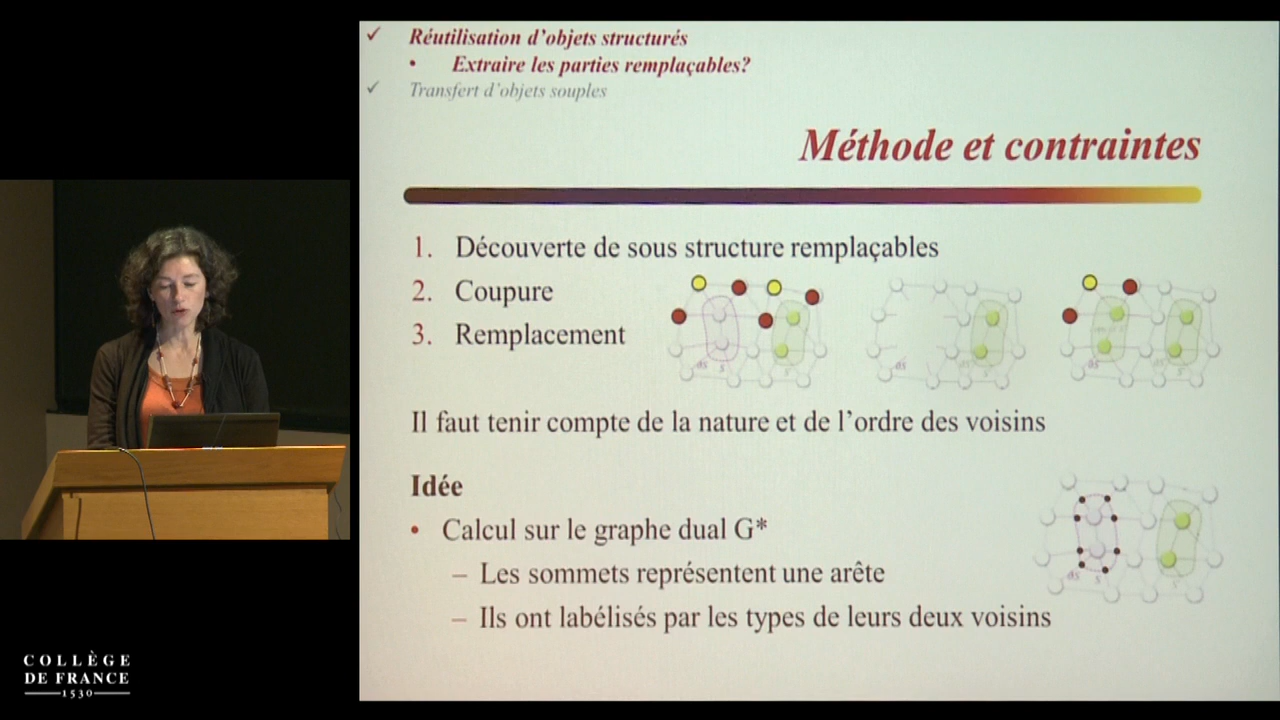 ✓ Réutilisation d'objets structurés
• Extraire les parties remplaçables?
✓ Transfert d'objets souples
Méthode et contraintes
1. Découverte de sous structure remplaçables
2. Coupure
3. Remplacement
Il faut tenir compte de la nature et de l'ordre des voisins
Idée
• Calcul sur le graphe dual G*
– Les sommets représentent une arête
– Ils ont labélisés par les types de leurs deux voisins
COLLÈGE
DE FRANCE
1530